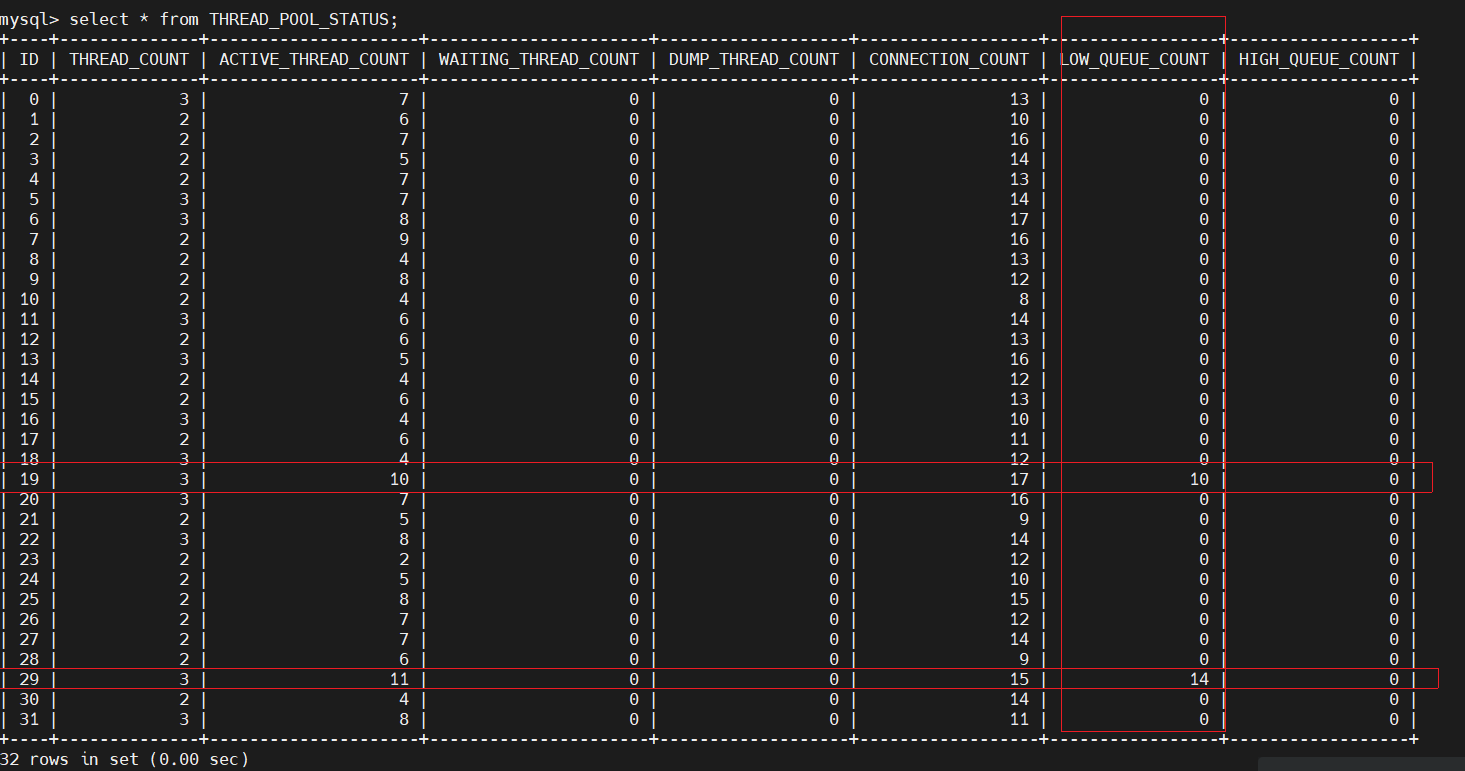 mysql> select * from THREAD_POOL_STATUS;
+----+--------------+---------------------+----------------------+-------------------+------------------+-----------------+------------------+
| ID | THREAD_COUNT | ACTIVE_THREAD_COUNT | WAITING_THREAD_COUNT | DUMP_THREAD_COUNT | CONNECTION_COUNT | LOW_QUEUE_COUNT | HIGH_QUEUE_COUNT |
+----+--------------+---------------------+----------------------+-------------------+------------------+-----------------+------------------+
| 0 | 3 | 7 | 0 | 0 | 13 | 0 | 0 |
| 1 | 2 | 6 | 0 | 0 | 10 | 0 | 0 |
| 2 | 2 | 7 | 0 | 0 | 16 | 0 | 0 |
| 3 | 2 | 5 | 0 | 0 | 14 | 0 | 0 |
| 4 | 2 | 7 | 0 | 0 | 13 | 0 | 0 |
| 5 | 3 | 7 | 0 | 0 | 14 | 0 | 0 |
| 6 | 3 | 8 | 0 | 0 | 17 | 0 | 0 |
| 7 | 2 | 9 | 0 | 0 | 16 | 0 | 0 |
| 8 | 2 | 4 | 0 | 0 | 13 | 0 | 0 |
| 9 | 2 | 8 | 0 | 0 | 12 | 0 | 0 |
| 10 | 2 | 4 | 0 | 0 | 8 | 0 | 0 |
| 11 | 3 | 6 | 0 | 0 | 14 | 0 | 0 |
| 12 | 2 | 6 | 0 | 0 | 13 | 0 | 0 |
| 13 | 3 | 5 | 0 | 0 | 16 | 0 | 0 |
| 14 | 2 | 4 | 0 | 0 | 12 | 0 | 0 |
| 15 | 2 | 6 | 0 | 0 | 13 | 0 | 0 |
| 16 | 3 | 4 | 0 | 0 | 10 | 0 | 0 |
| 17 | 2 | 6 | 0 | 0 | 11 | 0 | 0 |
| 18 | 3 | 4 | 0 | 0 | 12 | 0 | 0 |
| 19 | 3 | 10 | 0 | 0 | 17 | 10 | 0 |
| 20 | 3 | 7 | 0 | 0 | 16 | 0 | 0 |
| 21 | 2 | 5 | 0 | 0 | 9 | 0 | 0 |
| 22 | 3 | 8 | 0 | 0 | 14 | 0 | 0 |
| 23 | 2 | 2 | 0 | 0 | 12 | 0 | 0 |
| 24 | 2 | 5 | 0 | 0 | 10 | 0 | 0 |
| 25 | 2 | 8 | 0 | 0 | 15 | 0 | 0 |
| 26 | 2 | 7 | 0 | 0 | 12 | 0 | 0 |
| 27 | 2 | 7 | 0 | 0 | 14 | 0 | 0 |
| 28 | 2 | 6 | 0 | 0 | 9 | 0 | 0 |
| 29 | 3 | 11 | 0 | 0 | 15 | 14 | 0 |
| 30 | 2 | 4 | 0 | 0 | 14 | 0 | 0 |
| 31 | 3 | 8 | 0 | 0 | 11 | 0 | 0 |
+----+--------------+---------------------+----------------------+-------------------+------------------+-----------------+------------------+
32 rows in set (0.00 sec)